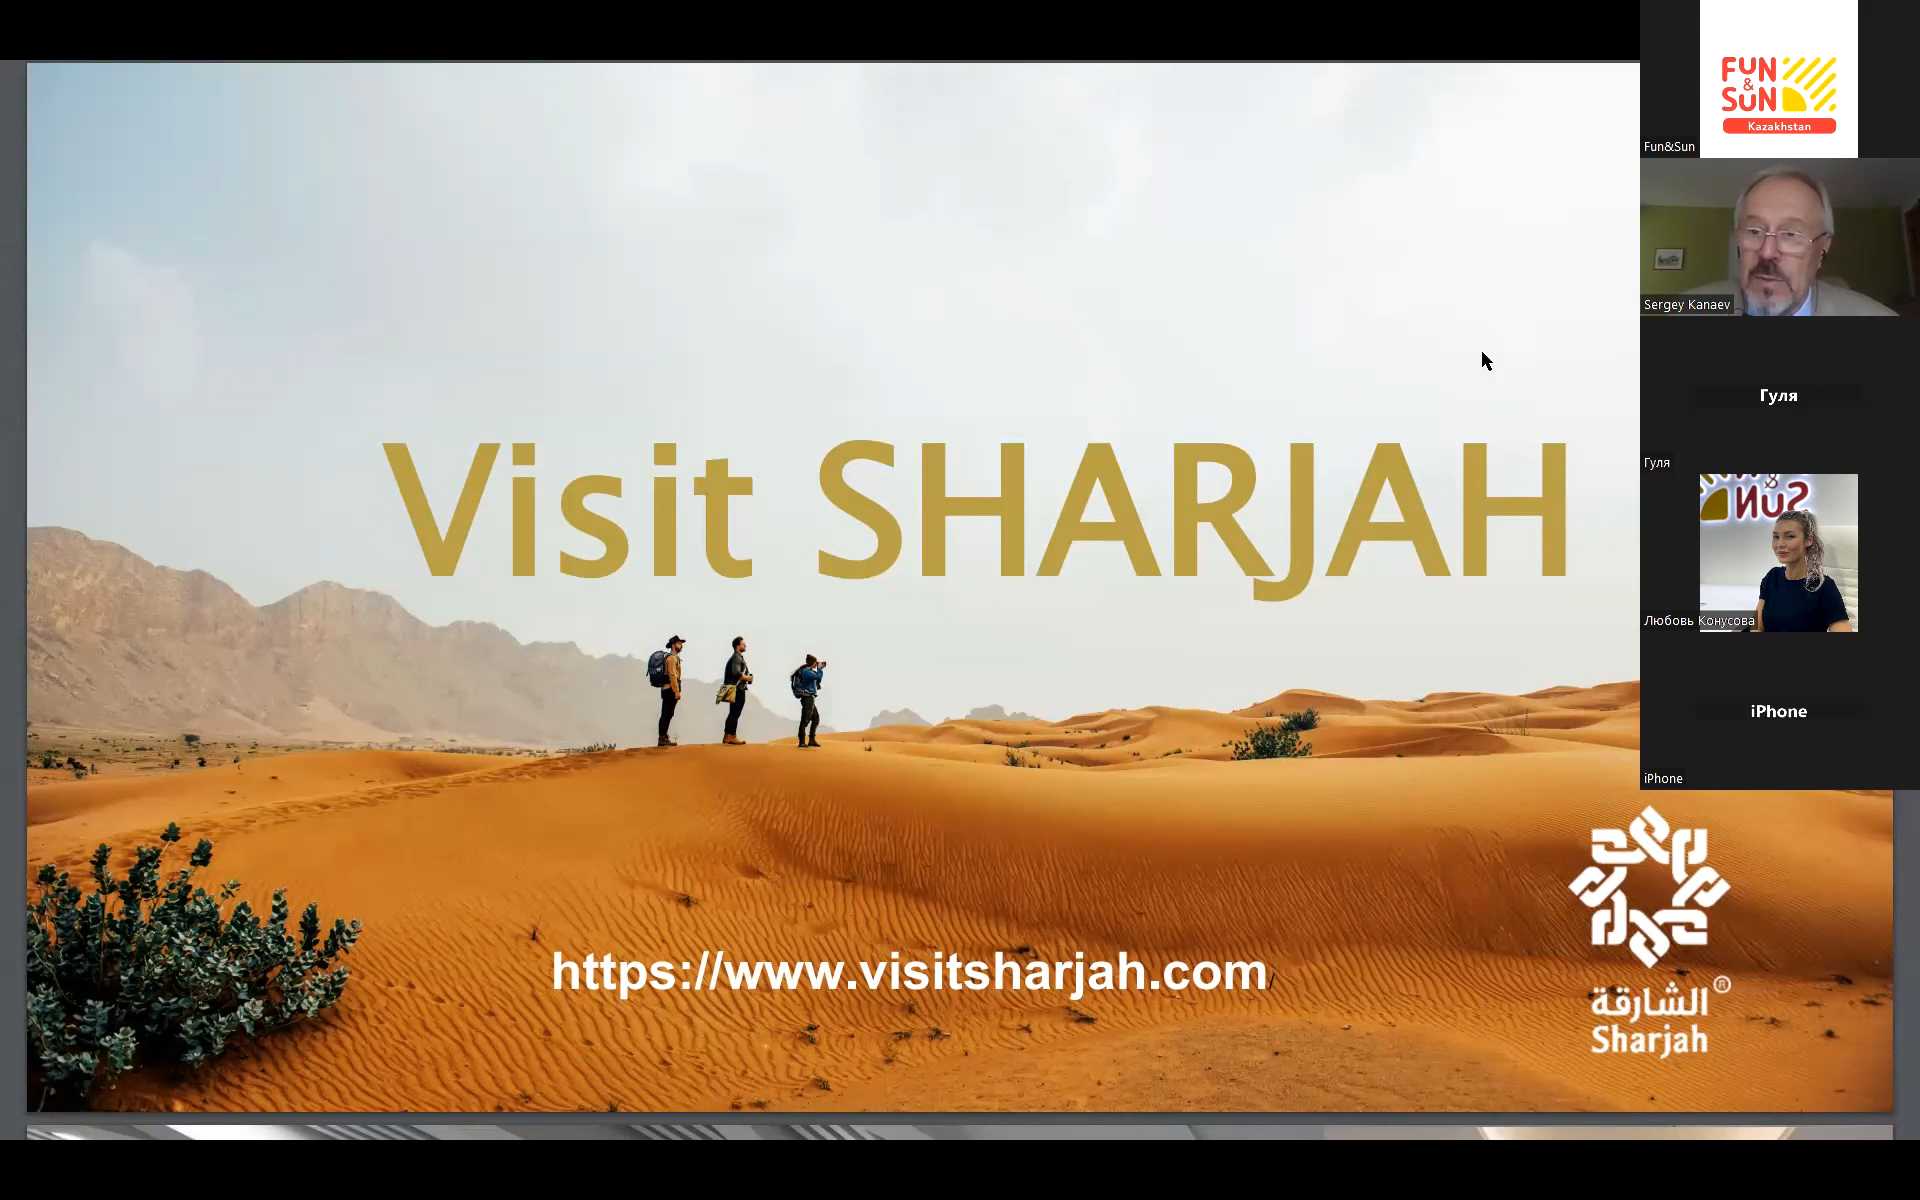 Visit SHARJAH
https://www.visitsharjah.com/
الشارقة ®
Sharjah
FUN
&
SUN
Kazakhstan
Fun&Sun
Sergey Kanaev
Гуля
Гуля
&
SUN
Любовь Конусова
iPhone
iPhone